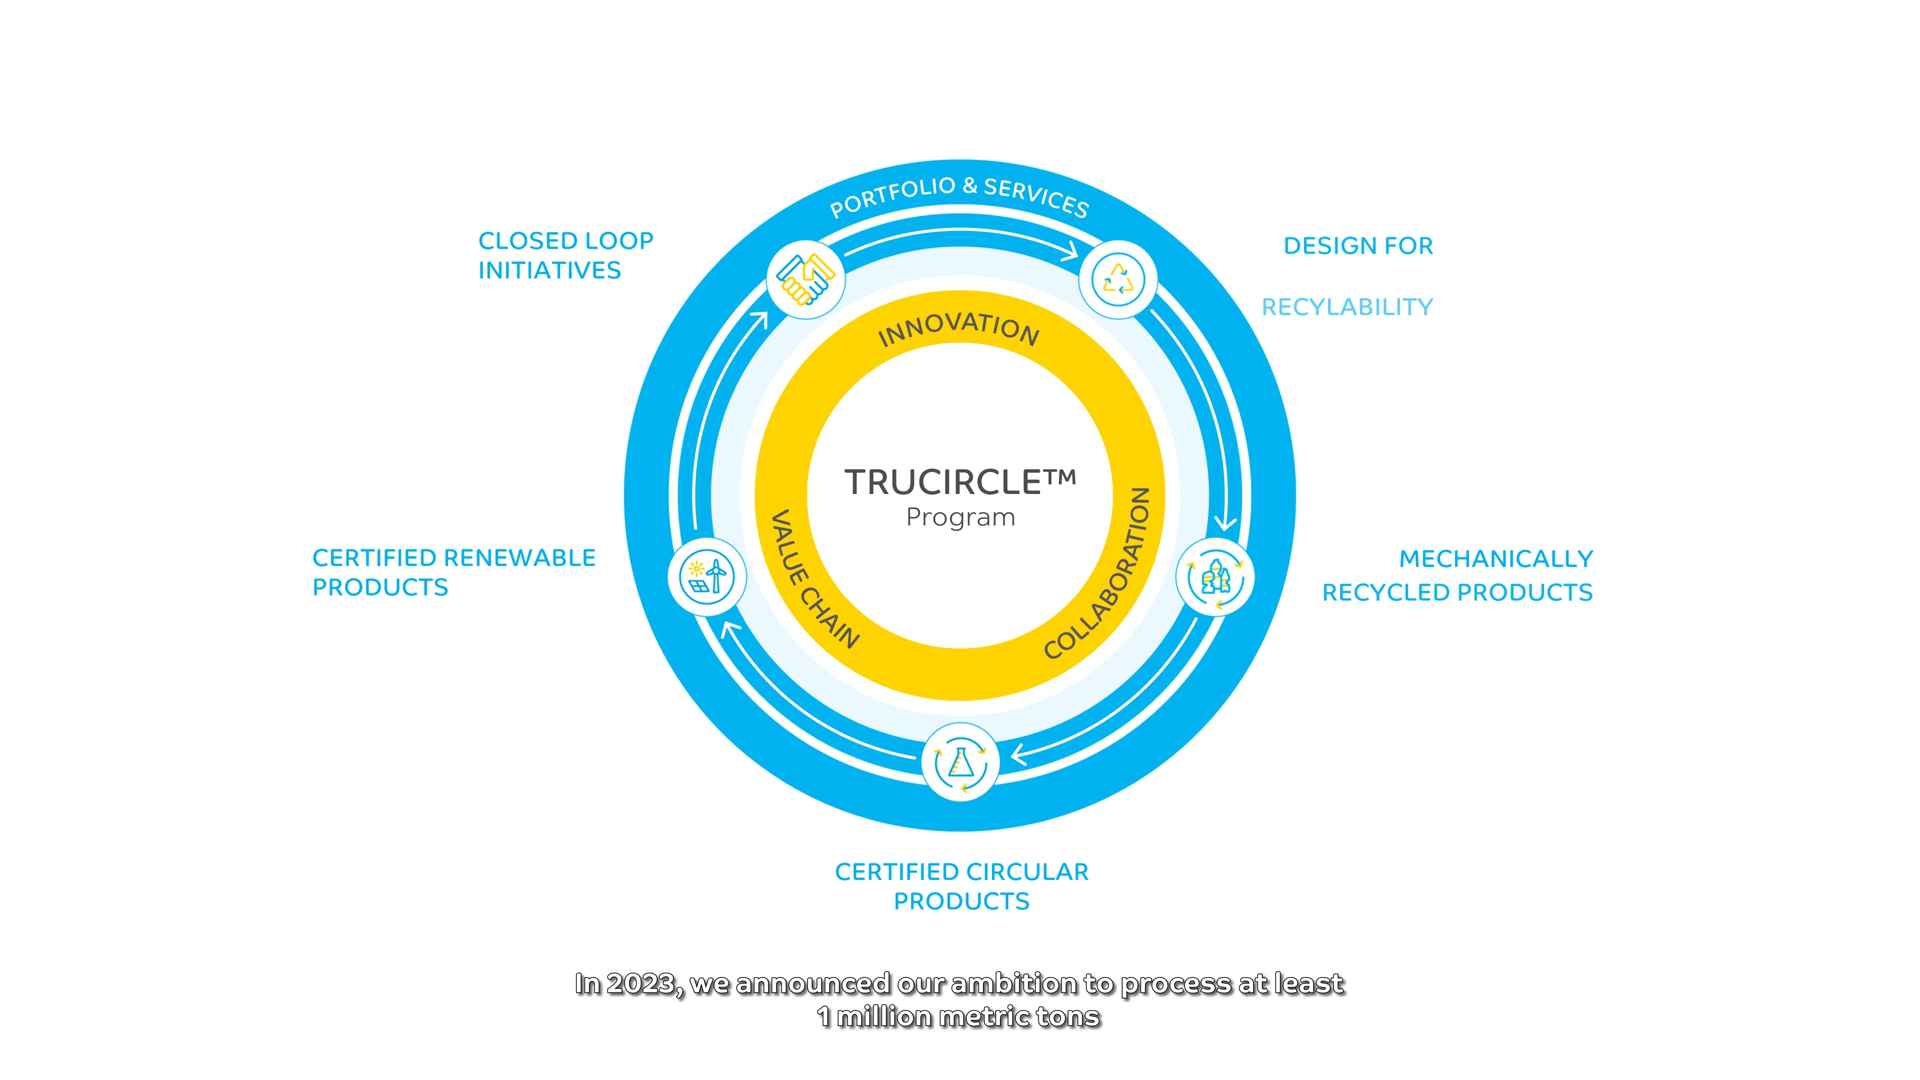 PORTFOLIO & SERVICES
CLOSED LOOP
INITIATIVES
DESIGN FOR
RECYLABILITY
INNOVATION
TRUCIRCLE™
Program
VALUE CHAIN
COLLABORATION
CERTIFIED RENEWABLE
PRODUCTS
MECHANICALLY
RECYCLED PRODUCTS
CERTIFIED CIRCULAR
PRODUCTS
In 2023, we announced our ambition to process at least
1 million metric tons